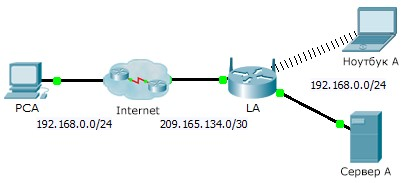 Ноутбук A
192.168.0.0/24
PCA
Internet
LA
192.168.0.0/24
209.165.134.0/30
Сервер A